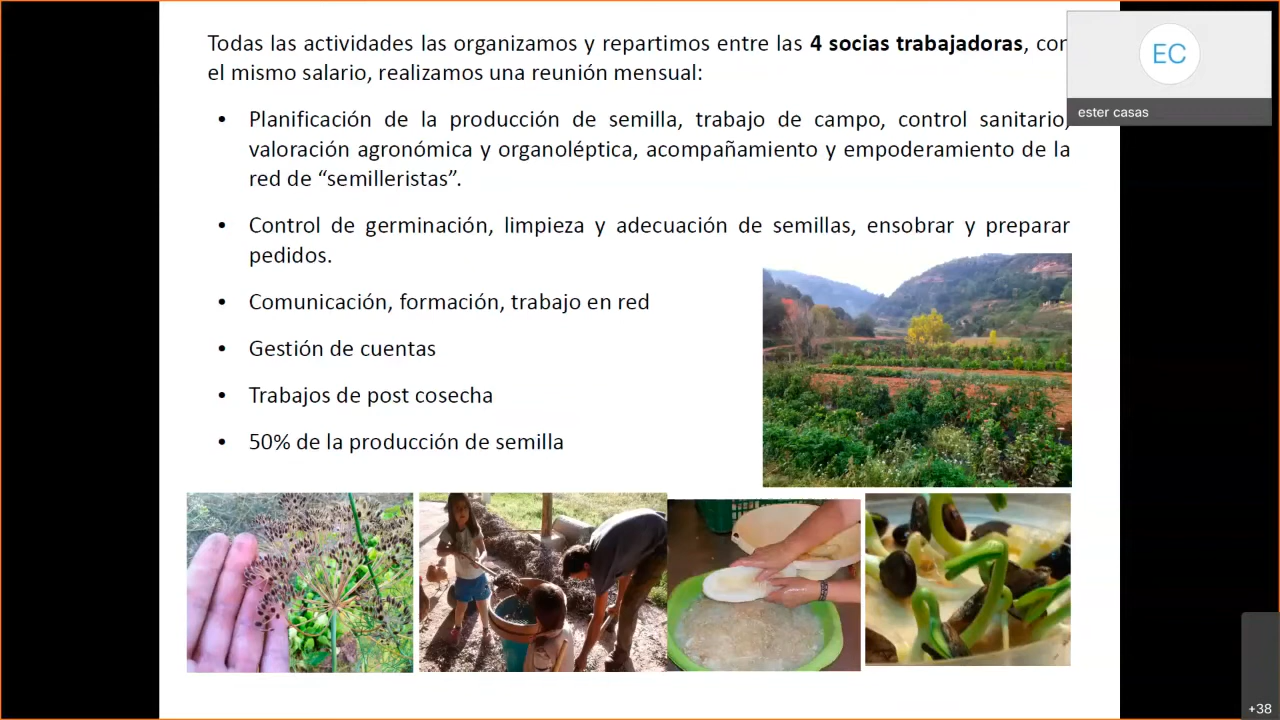 Todas las actividades las organizamos y repartimos entre las 4 socias trabajadoras, con
el mismo salario, realizamos una reunión mensual:
• Planificación de la producción de semilla, trabajo de campo, control sanitario,
valoración agronómica y organoléptica, acompañamiento y empoderamiento de la
red de “semilleristas”.
• Control de germinación, limpieza y adecuación de semillas, ensobrar y preparar
pedidos.
• Comunicación, formación, trabajo en red
• Gestión de cuentas
• Trabajos de post cosecha
• 50% de la producción de semilla
EC
ester casas
+38